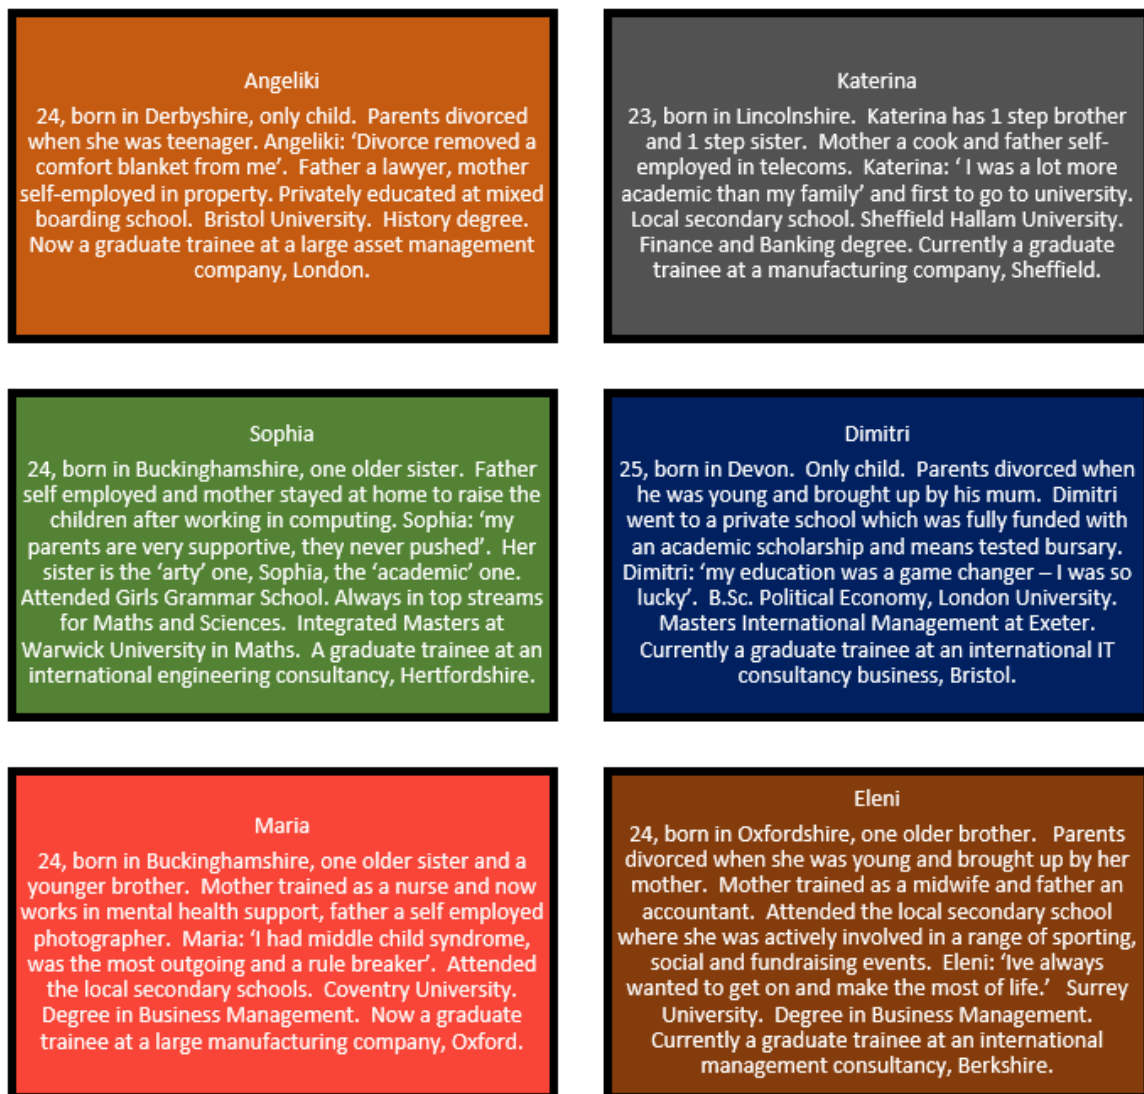 Angeliki
24, born in Derbyshire, only child.  Parents divorced
when she was teenager. Angeliki: ‘Divorce removed a
comfort blanket from me’.  Father a lawyer, mother
self-employed in property. Privately educated at mixed
boarding school.  Bristol University.  History degree.
Now a graduate trainee at a large asset management
company, London.
Katerina
23, born in Lincolnshire.  Katerina has 1 step brother
and 1 step sister.  Mother a cook and father self-
employed in telecoms.  Katerina: ‘ I was a lot more
academic than my family’ and first to go to university.
Local secondary school. Sheffield Hallam University.
Finance and Banking degree. Currently a graduate
trainee at a manufacturing company, Sheffield.
Sophia
24, born in Buckinghamshire, one older sister.  Father
self employed and mother stayed at home to raise the
children after working in computing. Sophia: ‘my
parents are very supportive, they never pushed’.  Her
sister is the ‘arty’ one, Sophia, the ‘academic’ one.
Attended Girls Grammar School. Always in top streams
for Maths and Sciences.  Integrated Masters at
Warwick University in Maths.  A graduate trainee at an
international engineering consultancy, Hertfordshire.
Dimitri
25, born in Devon.  Only child.  Parents divorced when
he was young and brought up by his mum.  Dimitri
went to a private school which was fully funded with
an academic scholarship and means tested bursary.
Dimitri: ‘my education was a game changer – I was so
lucky’.  B.Sc. Political Economy, London University.
Masters International Management at Exeter.
Currently a graduate trainee at an international IT
consultancy business, Bristol.
Maria
24, born in Buckinghamshire, one older sister and a
younger brother.  Mother trained as a nurse and now
works in mental health support, father a self employed
photographer.  Maria: ‘I had middle child syndrome,
was the most outgoing and a rule breaker’.  Attended
the local secondary schools.  Coventry University.
Degree in Business Management.  Now a graduate
trainee at a large manufacturing company, Oxford.
Eleni
24, born in Oxfordshire, one older brother.   Parents
divorced when she was young and brought up by her
mother.  Mother trained as a midwife and father an
accountant.  Attended the local secondary school
where she was actively involved in a range of sporting,
social and fundraising events.  Eleni: ‘Ive always
wanted to get on and make the most of life.’   Surrey
University.  Degree in Business Management.
Currently a graduate trainee at an international
management consultancy, Berkshire.